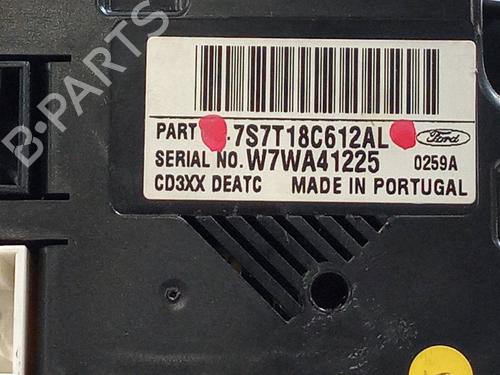 B-PARTS
PART 7S7T18C612AL Ford
SERIAL NO. W7WA41225 0259A
CD3XX DEATC MADE IN PORTUGAL